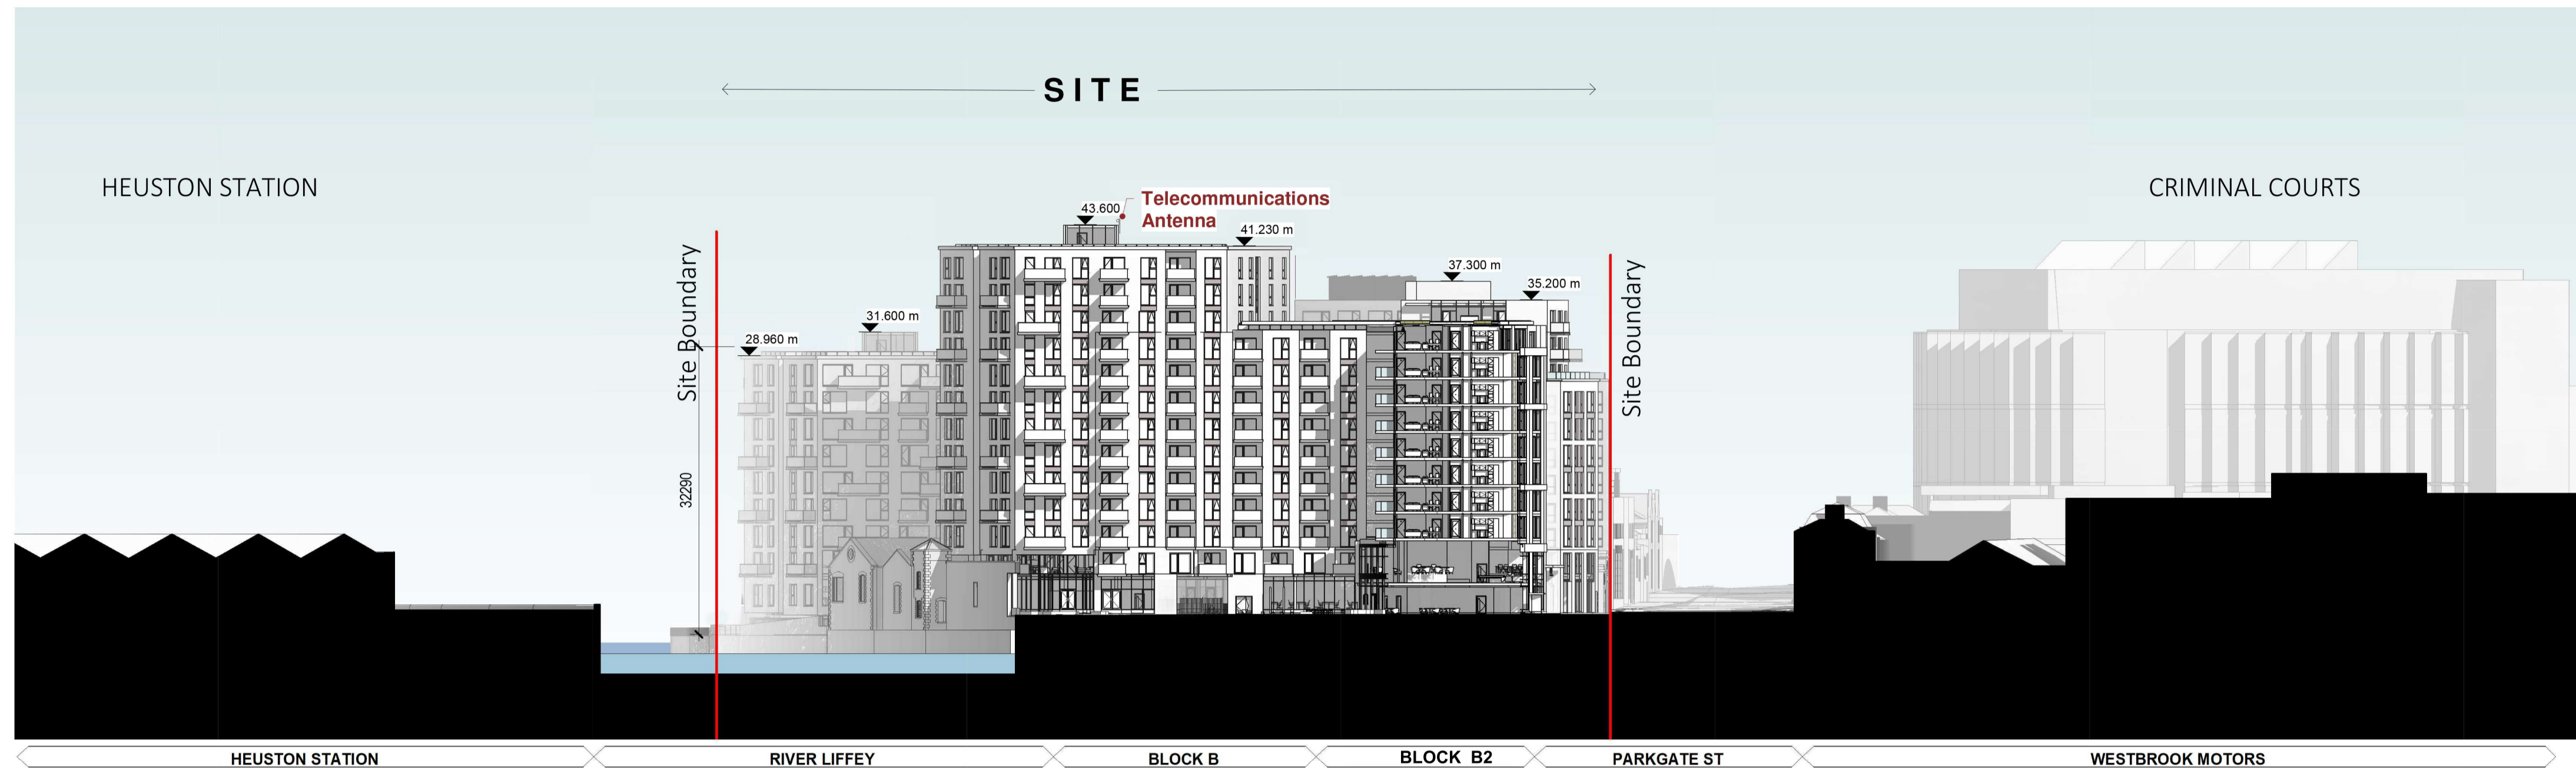 SITE
HEUSTON STATION
CRIMINAL COURTS
Telecommunications
Antenna
43.600
41.230 m
37.300 m
35.200 m
31.600 m
28.960 m
Site Boundary
Site Boundary
32290
HEUSTON STATION
RIVER LIFFEY
BLOCK B
BLOCK B2
PARKGATE ST
WESTBROOK MOTORS